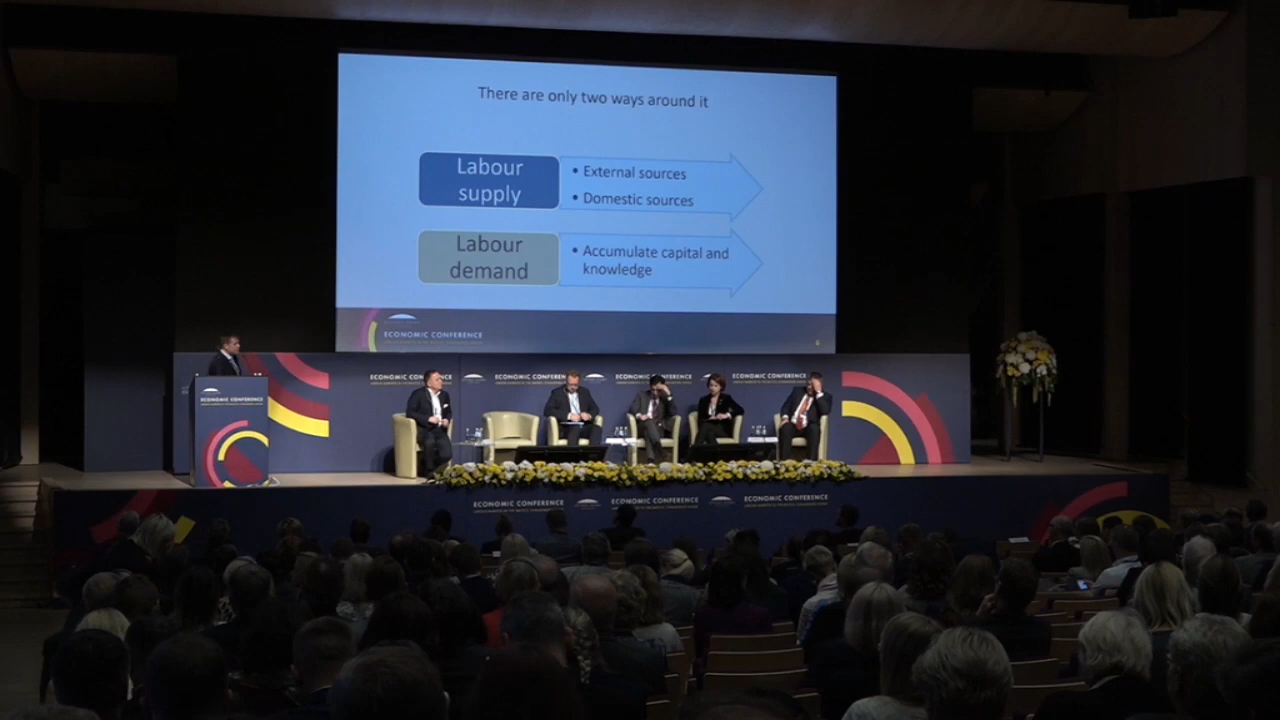 There are only two ways around it
Labour
supply
• External sources
• Domestic sources
Labour
demand
• Accumulate capital and
knowledge
ECONOMIC CONFERENCE
6
ECONOMIC CONFERENCE
ECONOMIC CONFERENCE
ECONOMIC CONFERENCE
ECONOMIC CONFERENCE
ECONOMIC CONFERENCE
ECONOMIC CONFERENCE
ECONOMIC CONFERENCE
ECONOMIC CONFERENCE